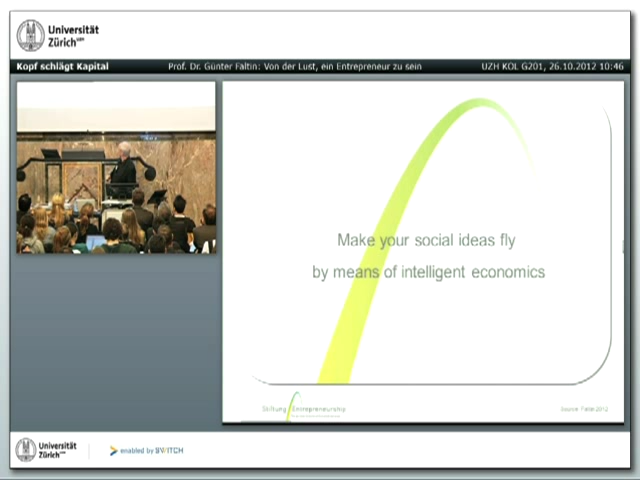 Universität
Zürich UZH
Kopf schlägt Kapital
Prof. Dr. Günter Faltin: Von der Lust, ein Entrepreneur zu sein
UZH KOL G201, 26.10.2012 10:46
Make your social ideas fly
by means of intelligent economics
Stiftung Entrepreneurship
Source: Faltin 2012
Universität
Zürich UZH
enabled by SWITCH